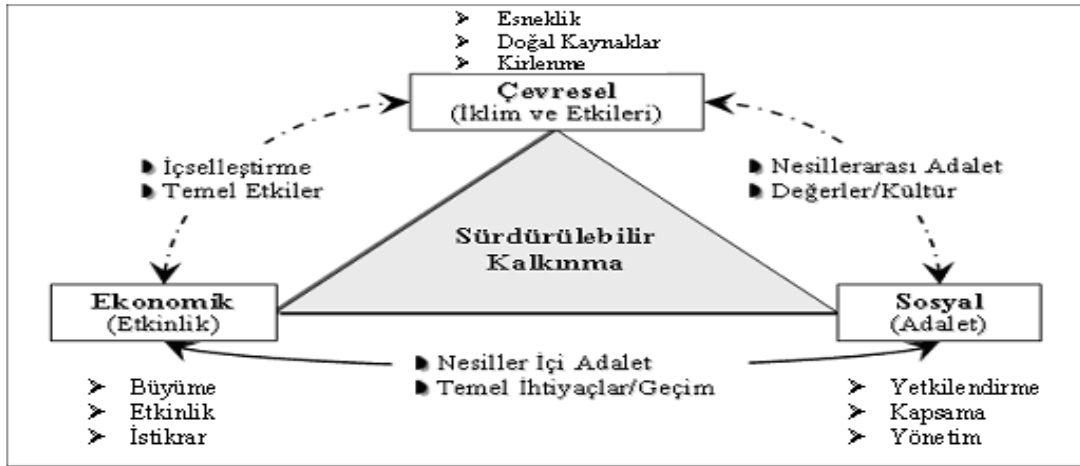 Esneklik
Doğal Kaynaklar
Kirlenme
Çevresel
(İklim ve Etkileri)
İçselleştirme
Temel Etkiler
Nesillerarası Adalet
Değerler/Kültür
Sürdürülebilir
Kalkınma
Ekonomik
(Etkinlik)
Sosyal
(Adalet)
Nesiller İçi Adalet
Temel İhtiyaçlar/Geçim
Büyüme
Etkinlik
İstikrar
Yetkilendirme
Kapsama
Yönetim